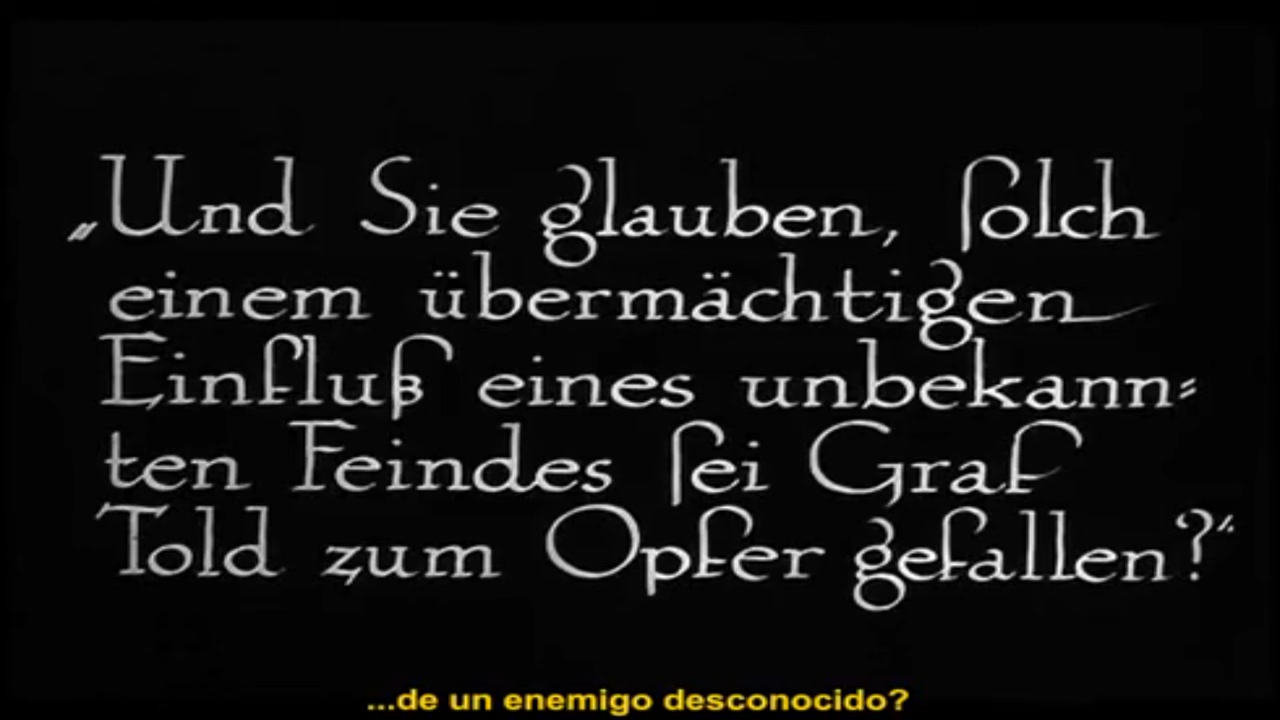 „Und Sie glauben, ſolch
einem übermächtigen
Einfluß eines unbekann⸗
ten Feindes ſei Graf
Told zum Opfer gefallen?“
...de un enemigo desconocido?